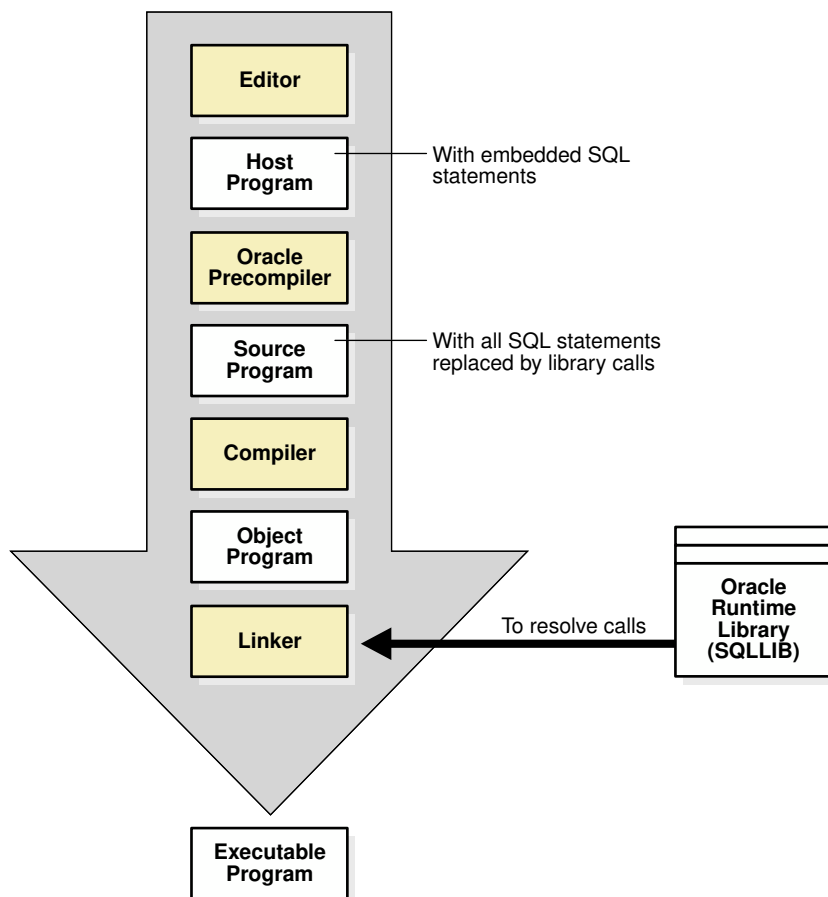 Editor
Host
Program
With embedded SQL
statements
Oracle
Precompiler
Source
Program
With all SQL statements
replaced by library calls
Compiler
Object
Program
Linker
To resolve calls
Oracle
Runtime
Library
(SQLLIB)
Executable
Program